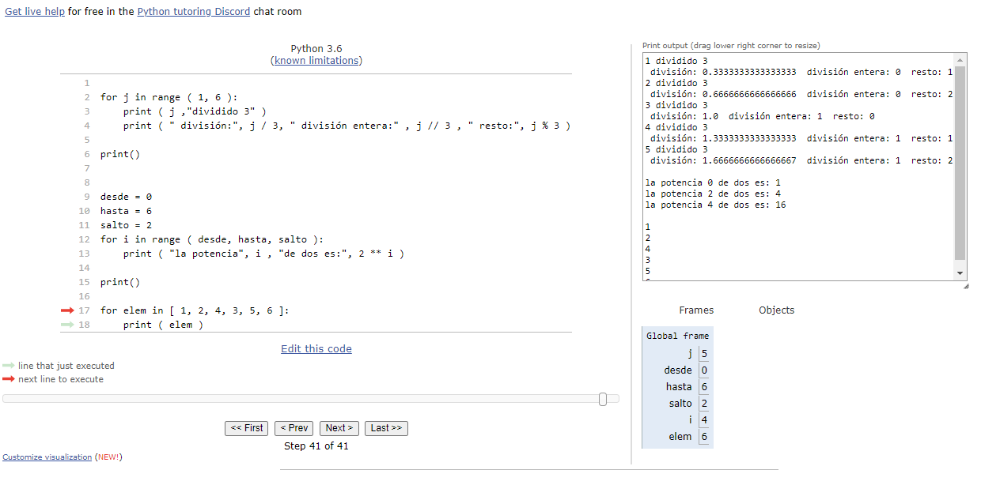 Get live help for free in the Python tutoring Discord chat room
Python 3.6
(known limitations)
1
2 for j in range ( 1, 6 ):
3     print ( j ,"dividido 3" )
4     print ( " división:", j / 3, " división entera:" , j // 3 , " resto:", j % 3 )
5
6 print()
7
8
9 desde = 0
10 hasta = 6
11 salto = 2
12 for i in range ( desde, hasta, salto ):
13     print ( "la potencia", i , "de dos es:", 2 ** i )
14
15 print()
16
17 for elem in [ 1, 2, 4, 3, 5, 6 ]:
18     print ( elem )
Edit this code
line that just executed
next line to execute
<< First < Prev Next > Last >>
Step 41 of 41
Customize visualization (NEW!)
Print output (drag lower right corner to resize)
1 dividido 3
 división: 0.3333333333333333  división entera: 0  resto: 1
2 dividido 3
 división: 0.6666666666666666  división entera: 0  resto: 2
3 dividido 3
 división: 1.0  división entera: 1  resto: 0
4 dividido 3
 división: 1.3333333333333333  división entera: 1  resto: 1
5 dividido 3
 división: 1.6666666666666667  división entera: 1  resto: 2

la potencia 0 de dos es: 1
la potencia 2 de dos es: 4
la potencia 4 de dos es: 16

1
2
4
3
5
Frames Objects
Global frame
j 5
desde 0
hasta 6
salto 2
i 4
elem 6